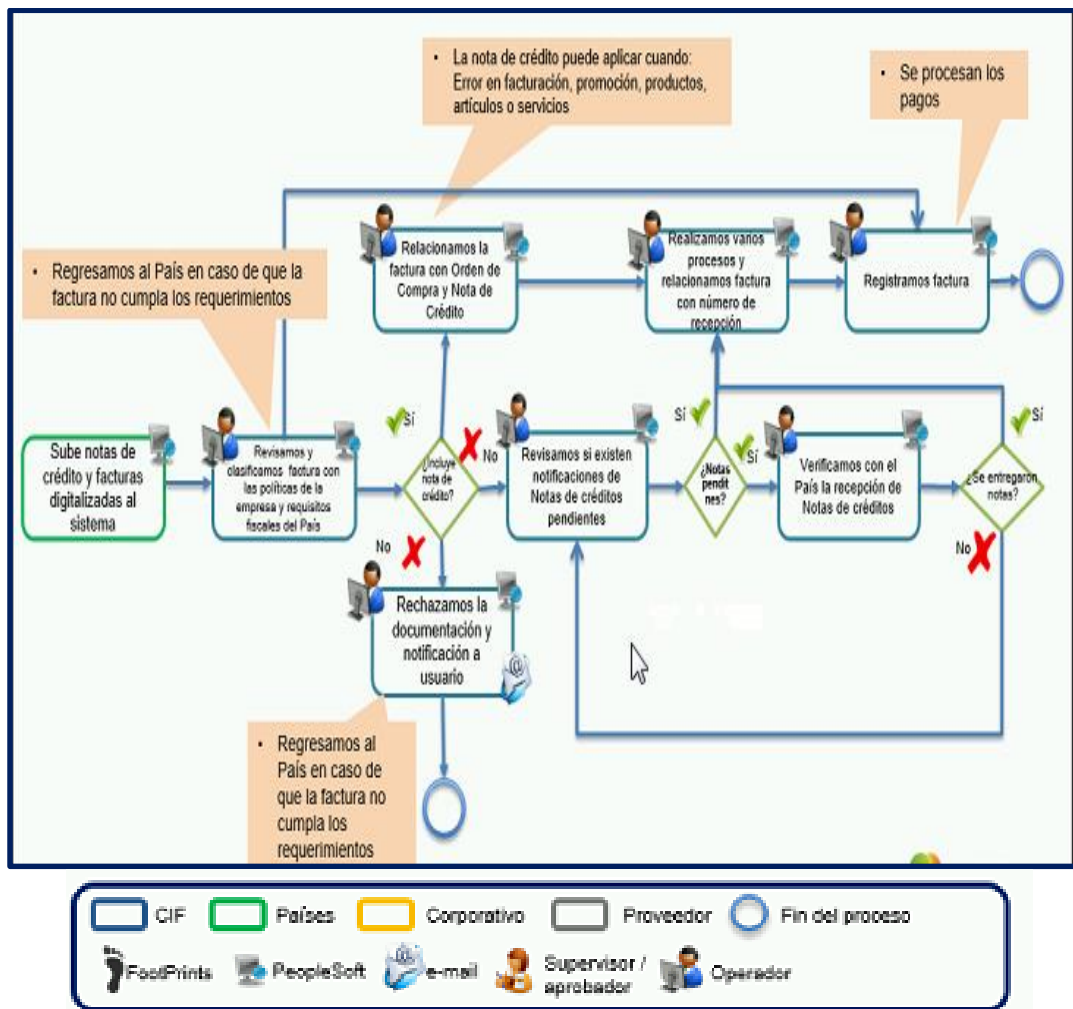 • La nota de crédito puede aplicar cuando:
Error en facturación, promoción, productos,
artículos o servicios
• Se procesan los
pagos
• Regresamos al País en caso de que la
factura no cumpla los requerimientos
Relacionamos la
factura con Orden de
Compra y Nota de
Crédito
Realizamos varios
procesos y
relacionamos factura
con número de
recepción
Registramos factura
Sube notas de
crédito y facturas
digitalizadas al
sistema
Revisamos y
clasificamos factura con
las políticas de la
empresa y requisitos
fiscales del País
Sí
¿Incluye
nota de
crédito?
No
No
Revisamos si existen
notificaciones de
Notas de créditos
pendientes
Sí
¿Notas
pendit
nes?
Sí
Verificamos con el
País la recepción de
Notas de créditos
Sí
¿Se entregaron
notas?
No
Rechazamos la
documentación y
notificación a
usuario
• Regresamos al
País en caso de
que la factura no
cumpla los
requerimientos
CIF
Países
Corporativo
Proveedor
Fin del proceso
FootPrints
PeopleSoft
e-mail
Supervisor /
aprobador
Operador